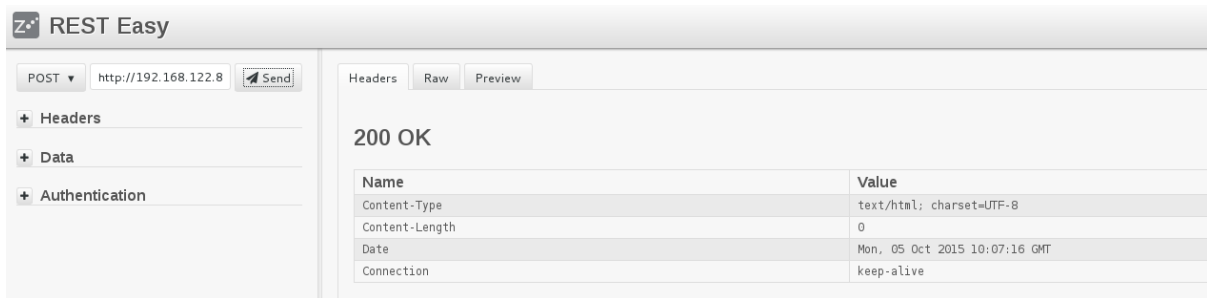 REST Easy
POST ▼ http://192.168.122.8 Send
+ Headers
+ Data
+ Authentication
Headers Raw Preview
200 OK
Name Value
Content-Type text/html; charset=UTF-8
Content-Length 0
Date Mon, 05 Oct 2015 10:07:16 GMT
Connection keep-alive